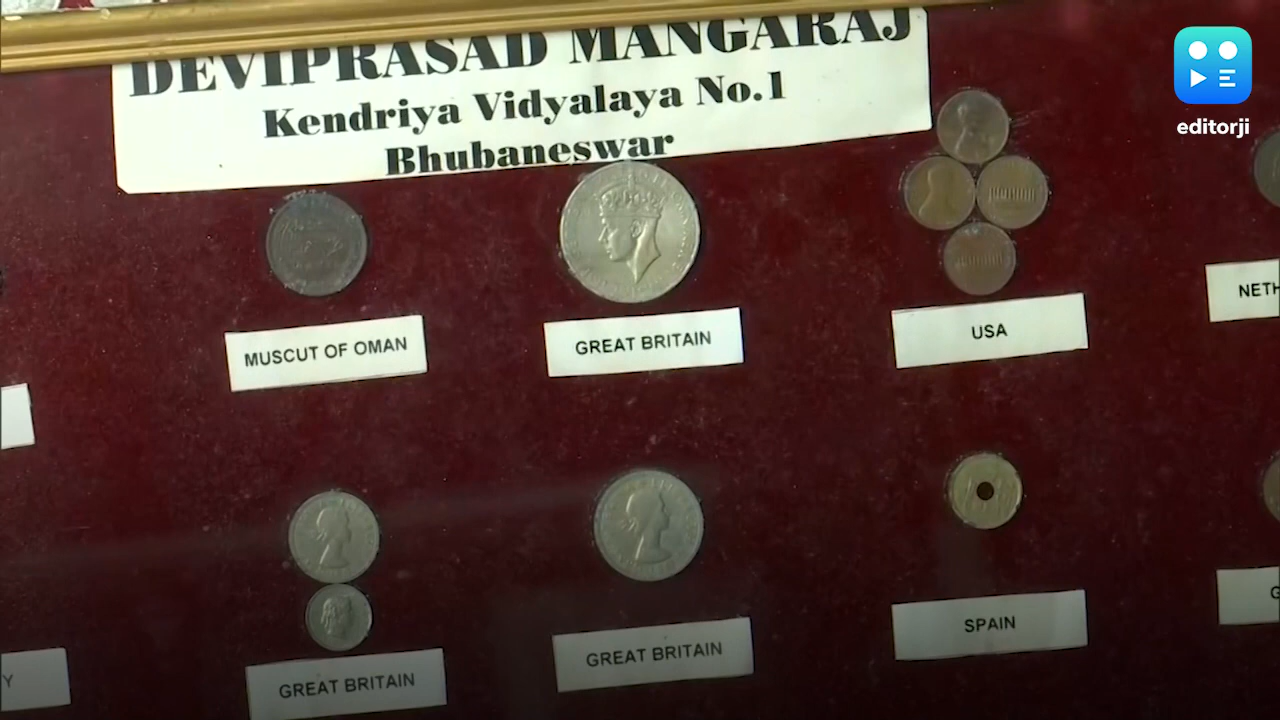 DEVIPRASAD MANGARAJ
Kendriya Vidyalaya No.1
Bhubaneswar
editorji
MUSCUT OF OMAN
GREAT BRITAIN
USA
NETH
GREAT BRITAIN
GREAT BRITAIN
SPAIN
G
Y